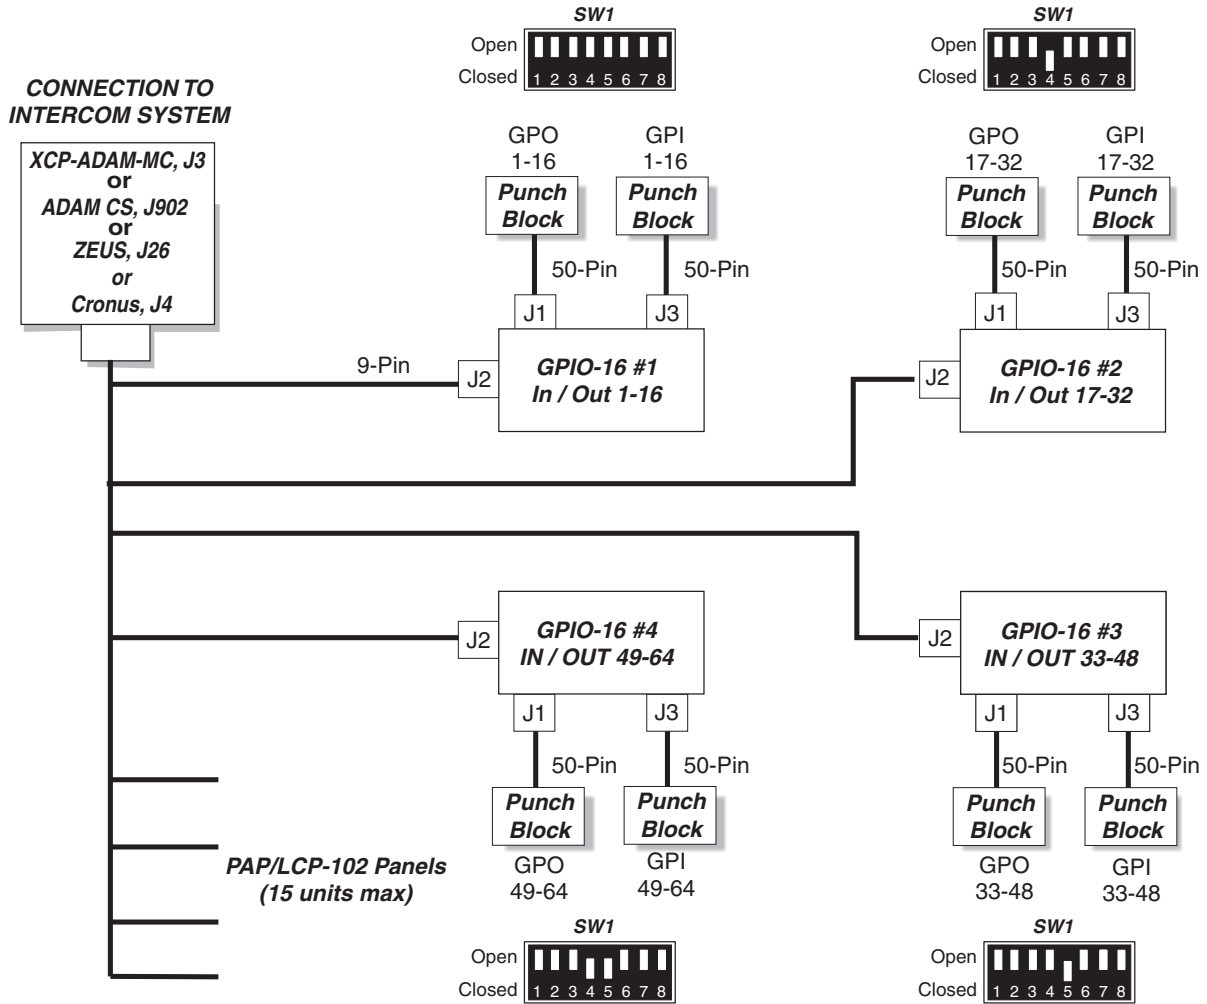 SW1
Open
Closed
1 2 3 4 5 6 7 8
SW1
Open
Closed
1 2 3 4 5 6 7 8
CONNECTION TO
INTERCOM SYSTEM
XCP-ADAM-MC, J3
or
ADAM CS, J902
or
ZEUS, J26
or
Cronus, J4
GPO
1-16
Punch
Block
50-Pin
J1
GPI
1-16
Punch
Block
50-Pin
J3
9-Pin
J2
GPIO-16 #1
In / Out 1-16
GPO
17-32
Punch
Block
50-Pin
J1
GPI
17-32
Punch
Block
50-Pin
J3
J2
GPIO-16 #2
In / Out 17-32
J2
GPIO-16 #4
IN / OUT 49-64
J1
50-Pin
Punch
Block
GPO
49-64
J3
50-Pin
Punch
Block
GPI
49-64
J2
GPIO-16 #3
IN / OUT 33-48
J1
50-Pin
Punch
Block
GPO
33-48
J3
50-Pin
Punch
Block
GPI
33-48
PAP/LCP-102 Panels
(15 units max)
SW1
Open
Closed
1 2 3 4 5 6 7 8
SW1
Open
Closed
1 2 3 4 5 6 7 8